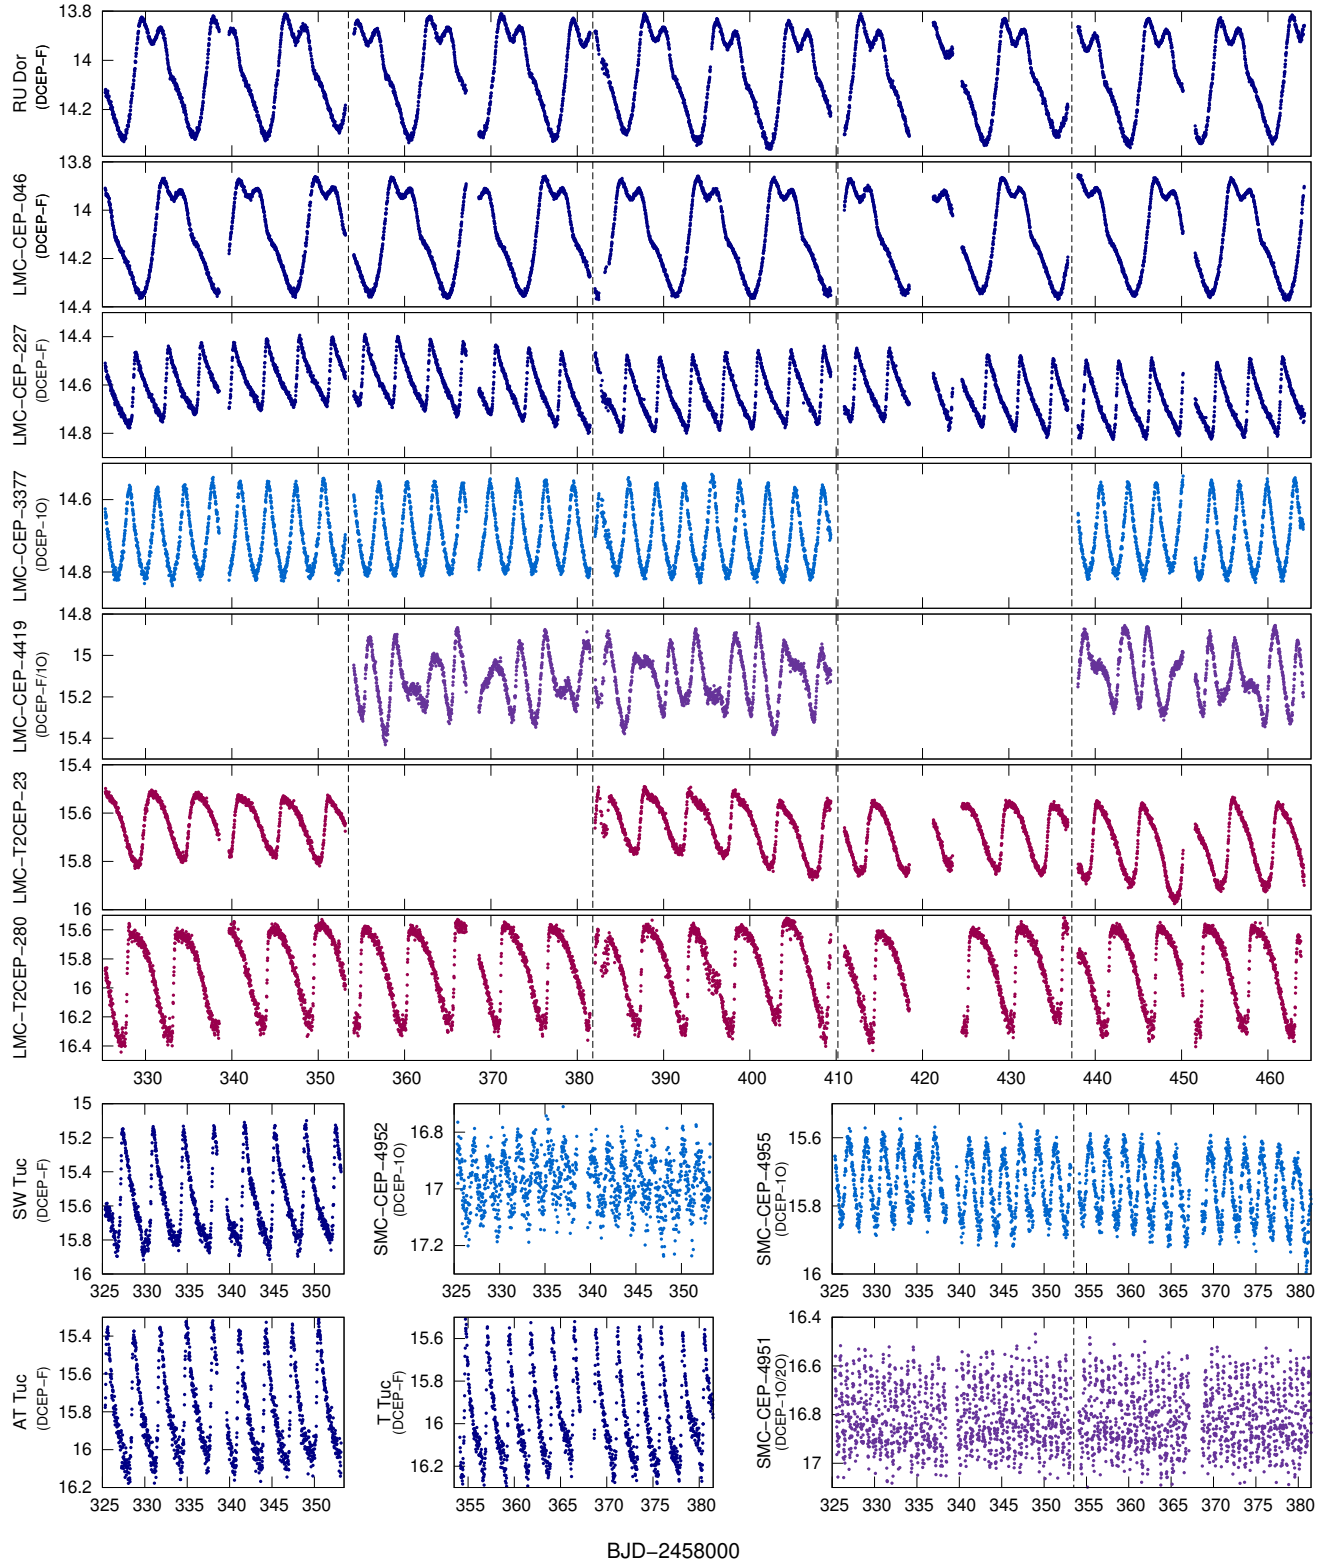 RU Dor
(DCEP−F)
13.8
14
14.2
LMC−CEP−046
(DCEP−F)
13.8
14
14.2
14.4
LMC−CEP−227
(DCEP−F)
14.4
14.6
14.8
LMC−CEP−3377
(DCEP−1O)
14.6
14.8
LMC−CEP−4419
(DCEP−F/1O)
14.8
15
15.2
15.4
LMC−T2CEP−23
15.4
15.6
15.8
16
LMC−T2CEP−280
15.6
15.8
16
16.2
16.4
330 340 350 360 370 380 390 400 410 420 430 440 450 460
SW Tuc
(DCEP−F)
15
15.2
15.4
15.6
15.8
16
325 330 335 340 345 350
SMC−CEP−4952
(DCEP−1O)
16.8
17
17.2
325 330 335 340 345 350
SMC−CEP−4955
(DCEP−1O)
15.6
15.8
16
325 330 335 340 345 350 355 360 365 370 375 380
AT Tuc
(DCEP−F)
15.4
15.6
15.8
16
16.2
325 330 335 340 345 350
T Tuc
(DCEP−F)
15.6
15.8
16
16.2
355 360 365 370 375 380
SMC−CEP−4951
(DCEP−1O/2O)
16.4
16.6
16.8
17
325 330 335 340 345 350 355 360 365 370 375 380
BJD−2458000